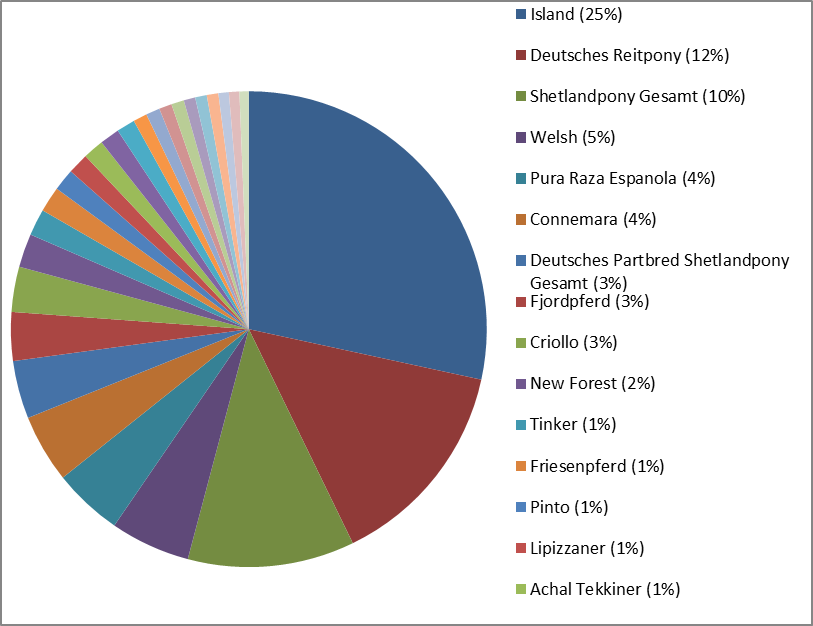 Island (25%)
Deutsches Reitpony (12%)
Shetlandpony Gesamt (10%)
Welsh (5%)
Pura Raza Espanola (4%)
Connemara (4%)
Deutsches Partbred Shetlandpony
Gesamt (3%)
Fjordpferd (3%)
Criollo (3%)
New Forest (2%)
Tinker (1%)
Friesenpferd (1%)
Pinto (1%)
Lipizzaner (1%)
Achal Tekkiner (1%)